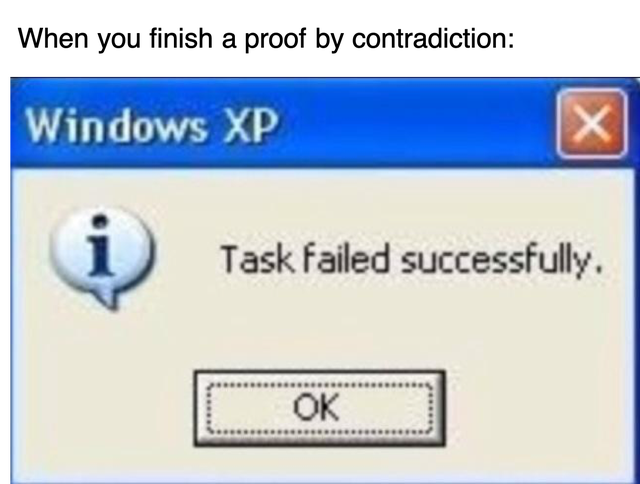 When you finish a proof by contradiction:
Windows XP
Task failed successfully.
OK